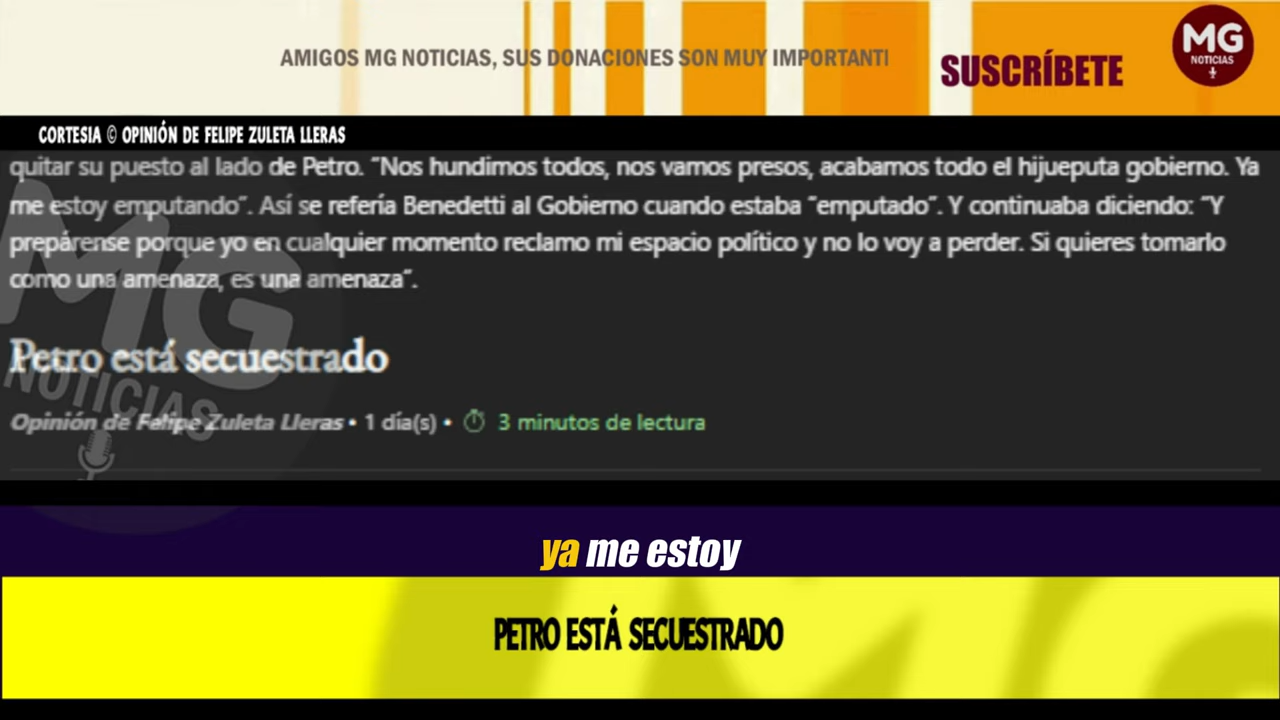 AMIGOS MG NOTICIAS, SUS DONACIONES SON MUY IMPORTANTI
SUSCRÍBETE
MG
NOTICIAS
CORTESIA © OPINIÓN DE FELIPE ZULETA LLERAS
quitar su puesto al lado de Petro. "Nos hundimos todos, nos vamos presos, acabamos todo el hijueputa gobierno. Ya
me estoy emputando". Así se refería Benedetti al Gobierno cuando estaba "emputado". Y continuaba diciendo: "Y
prepárense porque yo en cualquier momento reclamo mi espacio político y no lo voy a perder. Si quieres tomarlo
como una amenaza, es una amenaza".
MG
NOTICIAS
Petro está secuestrado
Opinión de Felipe Zuleta Lleras • 1 día(s) • 3 minutos de lectura
ya me estoy
PETRO ESTÁ SECUESTRADO